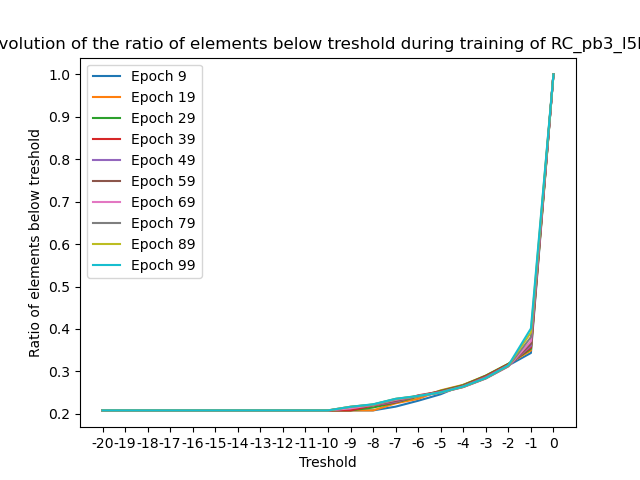 volution of the ratio of elements below treshold during training of RC_pb3_l5
1.0
0.9
0.8
0.7
0.6
0.5
0.4
0.3
0.2
Ratio of elements below treshold
Epoch 9
Epoch 19
Epoch 29
Epoch 39
Epoch 49
Epoch 59
Epoch 69
Epoch 79
Epoch 89
Epoch 99
-20 -19 -18 -17 -16 -15 -14 -13 -12 -11 -10 -9 -8 -7 -6 -5 -4 -3 -2 -1 0
Treshold